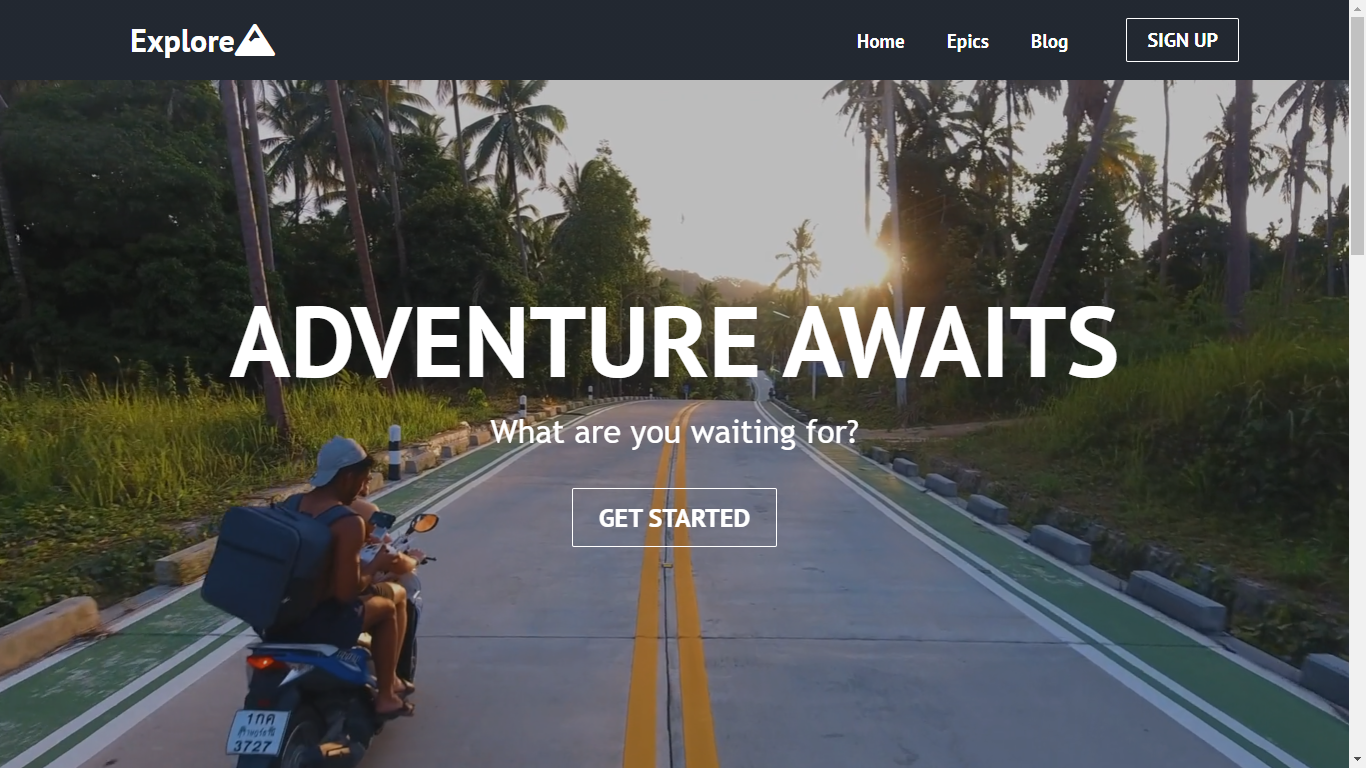 Explore
Home Epics Blog SIGN UP
ADVENTURE AWAITS
What are you waiting for?
GET STARTED
1กค
3727